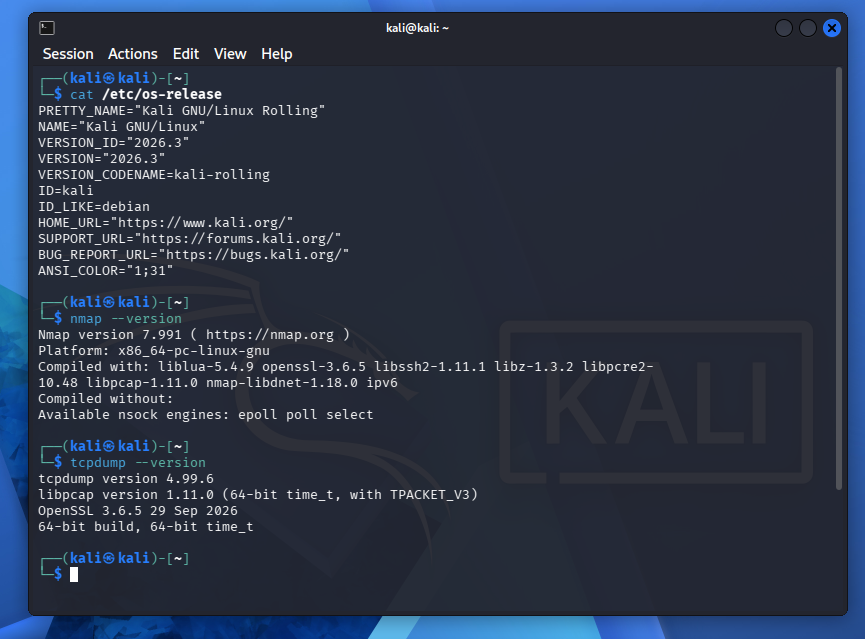 kali@kali: ~
Session Actions Edit View Help
┌──(kali㉿kali)-[~]
└─$ cat /etc/os-release
PRETTY_NAME="Kali GNU/Linux Rolling"
NAME="Kali GNU/Linux"
VERSION_ID="2026.3"
VERSION="2026.3"
VERSION_CODENAME=kali-rolling
ID=kali
ID_LIKE=debian
HOME_URL="https://www.kali.org/"
SUPPORT_URL="https://forums.kali.org/"
BUG_REPORT_URL="https://bugs.kali.org/"
ANSI_COLOR="1;31"
┌──(kali㉿kali)-[~]
└─$ nmap --version
Nmap version 7.991 ( https://nmap.org )
Platform: x86_64-pc-linux-gnu
Compiled with: liblua-5.4.9 openssl-3.6.5 libssh2-1.11.1 libz-1.3.2 libpcre2-
10.48 libpcap-1.11.0 nmap-libdnet-1.18.0 ipv6
Compiled without:
Available nsock engines: epoll poll select
┌──(kali㉿kali)-[~]
└─$ tcpdump --version
tcpdump version 4.99.6
libpcap version 1.11.0 (64-bit time_t, with TPACKET_V3)
OpenSSL 3.6.5 29 Sep 2026
64-bit build, 64-bit time_t
┌──(kali㉿kali)-[~]
└─$
KALI